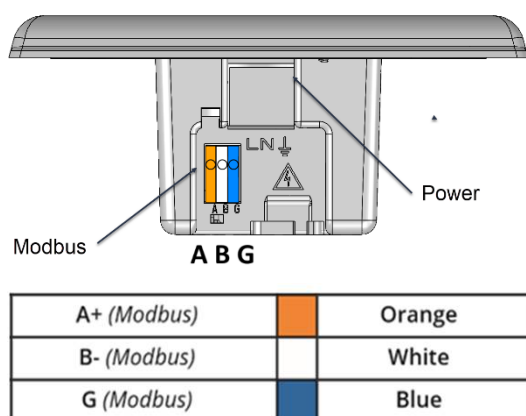 LN
A B G
Power
Modbus
A B G
A+ (Modbus) Orange
B- (Modbus) White
G (Modbus) Blue